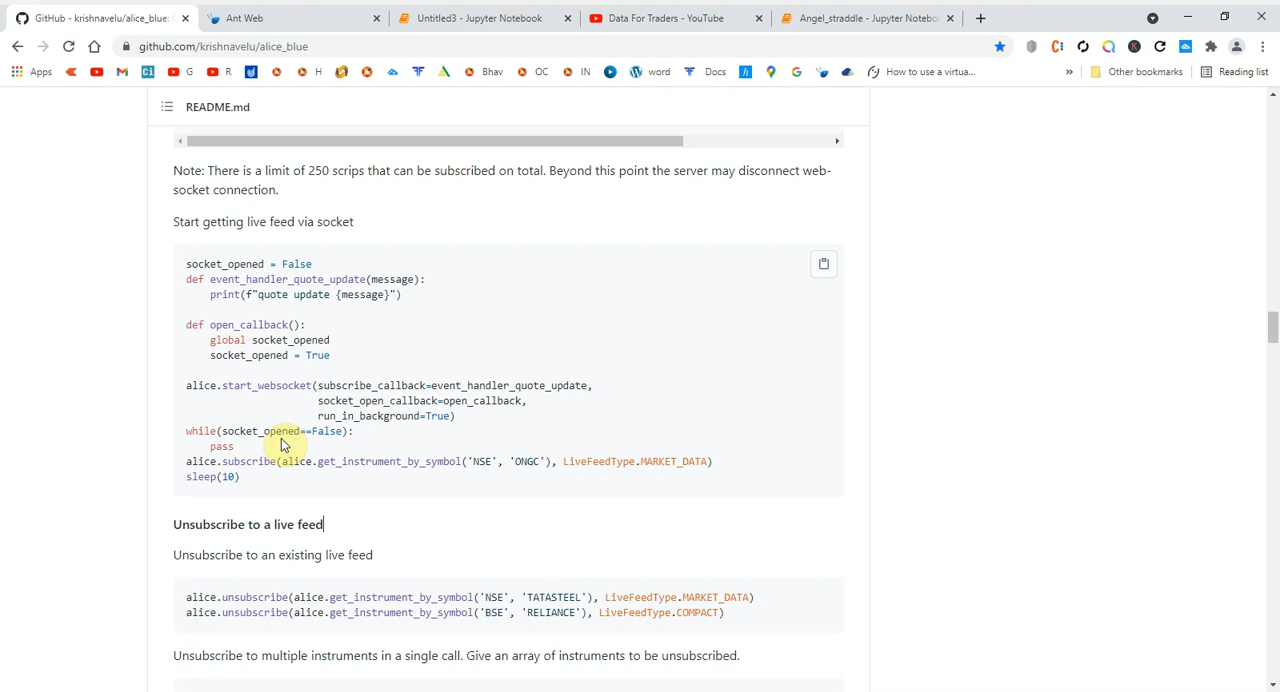 GitHub - krishnavelu/alice_blue:
Ant Web
Untitled3 - Jupyter Notebook
Data For Traders - YouTube
Angel_straddle - Jupyter Notebo
github.com/krishnavelu/alice_blue
Apps
G
R
H
Bhav
OC
IN
word
Docs
How to use a virtua...
»
Other bookmarks
Reading list
README.md
Note: There is a limit of 250 scrips that can be subscribed on total. Beyond this point the server may disconnect web-
socket connection.
Start getting live feed via socket
socket_opened = False
def event_handler_quote_update(message):
    print(f"quote update {message}")
def open_callback():
    global socket_opened
    socket_opened = True
alice.start_websocket(subscribe_callback=event_handler_quote_update,
                      socket_open_callback=open_callback,
                      run_in_background=True)
while(socket_opened==False):
    pass
alice.subscribe(alice.get_instrument_by_symbol('NSE', 'ONGC'), LiveFeedType.MARKET_DATA)
sleep(10)
Unsubscribe to a live feed
Unsubscribe to an existing live feed
alice.unsubscribe(alice.get_instrument_by_symbol('NSE', 'TATASTEEL'), LiveFeedType.MARKET_DATA)
alice.unsubscribe(alice.get_instrument_by_symbol('BSE', 'RELIANCE'), LiveFeedType.COMPACT)
Unsubscribe to multiple instruments in a single call. Give an array of instruments to be unsubscribed.